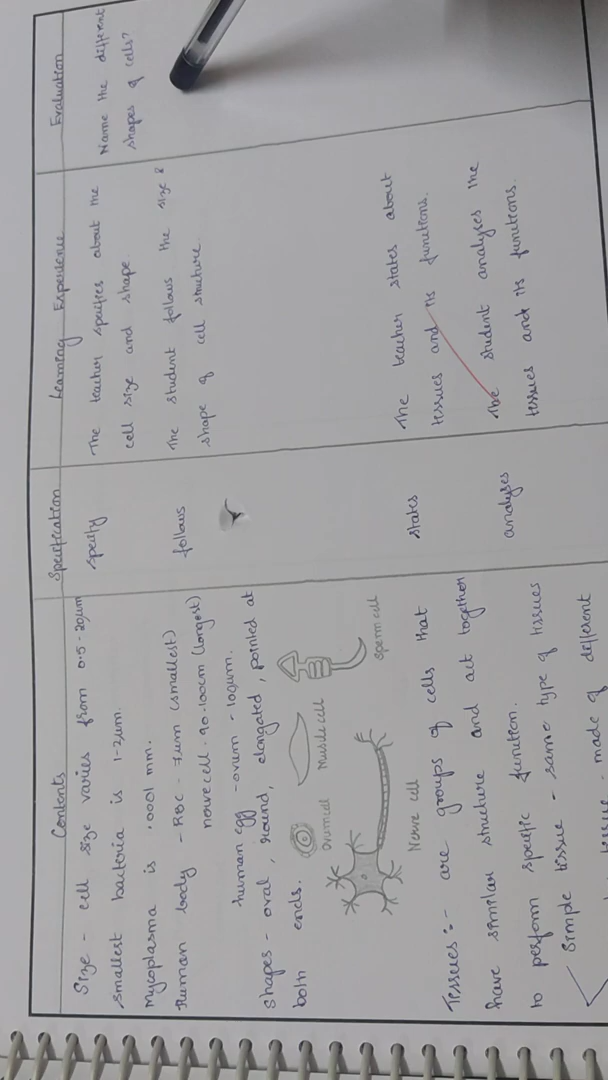 Contents
Size - cell size varies from 0.5 - 20µm
smallest bacteria is 1-2µm.
Mycoplasma is .0001 mm.
Human body - RBC - 7µm (smallest)
nerve cell - 90-100cm (longest)
human egg - ovum - 100µm.
shapes - oval, round, elongated, pointed at
both ends.
Ovum cell
Muscle cell
Sperm cell
Nerve cell
Tissues :- are groups of cells that
have similar structure and act together
to perform specific function.
Simple tissue - same type of tissues
tissue - made of different
Specification
specify
follows
states
analyses
Learning Experience
The teacher specifies about the
cell size and shape
The student follows the size &
shape of cell structure.
The teacher states about
tissues and its functions.
The student analyses the
tissues and its functions.
Evaluation
Name the different
shapes of cells?